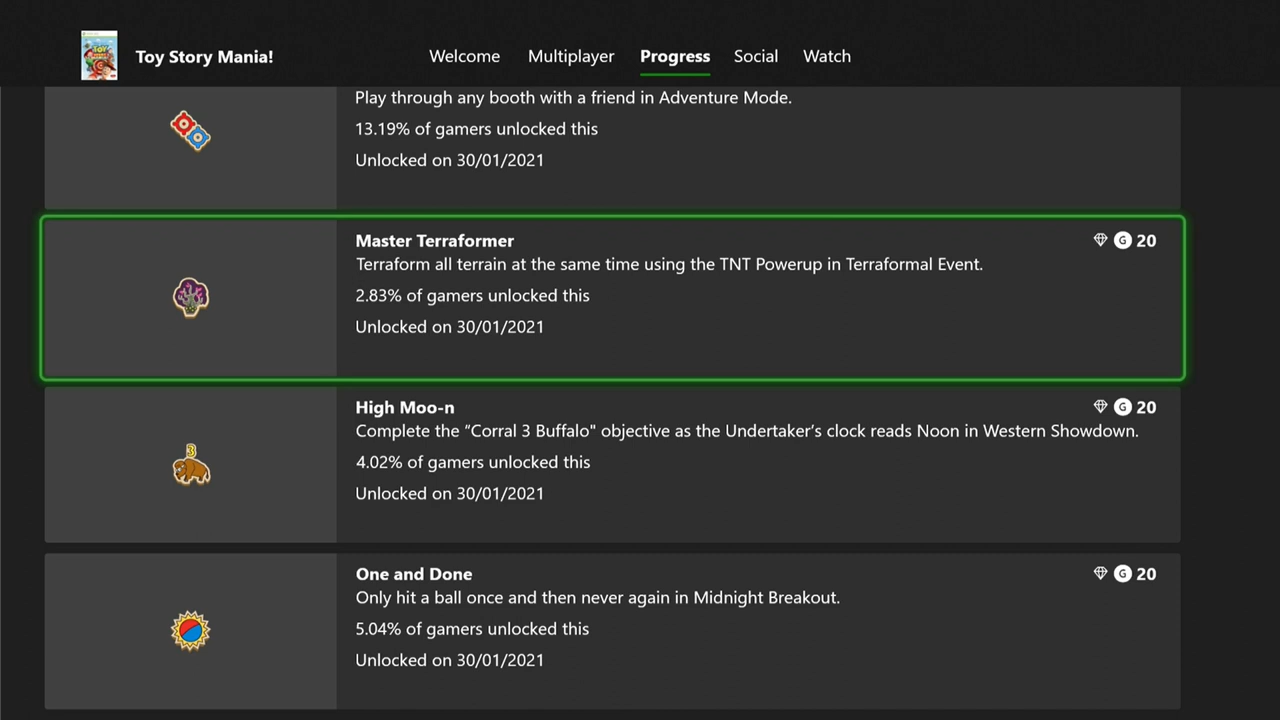 Toy Story Mania!
Welcome Multiplayer Progress Social Watch
Play through any booth with a friend in Adventure Mode.
13.19% of gamers unlocked this
Unlocked on 30/01/2021
Master Terraformer
G 20
Terraform all terrain at the same time using the TNT Powerup in Terraformal Event.
2.83% of gamers unlocked this
Unlocked on 30/01/2021
High Moo-n
G 20
Complete the “Corral 3 Buffalo" objective as the Undertaker’s clock reads Noon in Western Showdown.
3
4.02% of gamers unlocked this
Unlocked on 30/01/2021
One and Done
G 20
Only hit a ball once and then never again in Midnight Breakout.
5.04% of gamers unlocked this
Unlocked on 30/01/2021